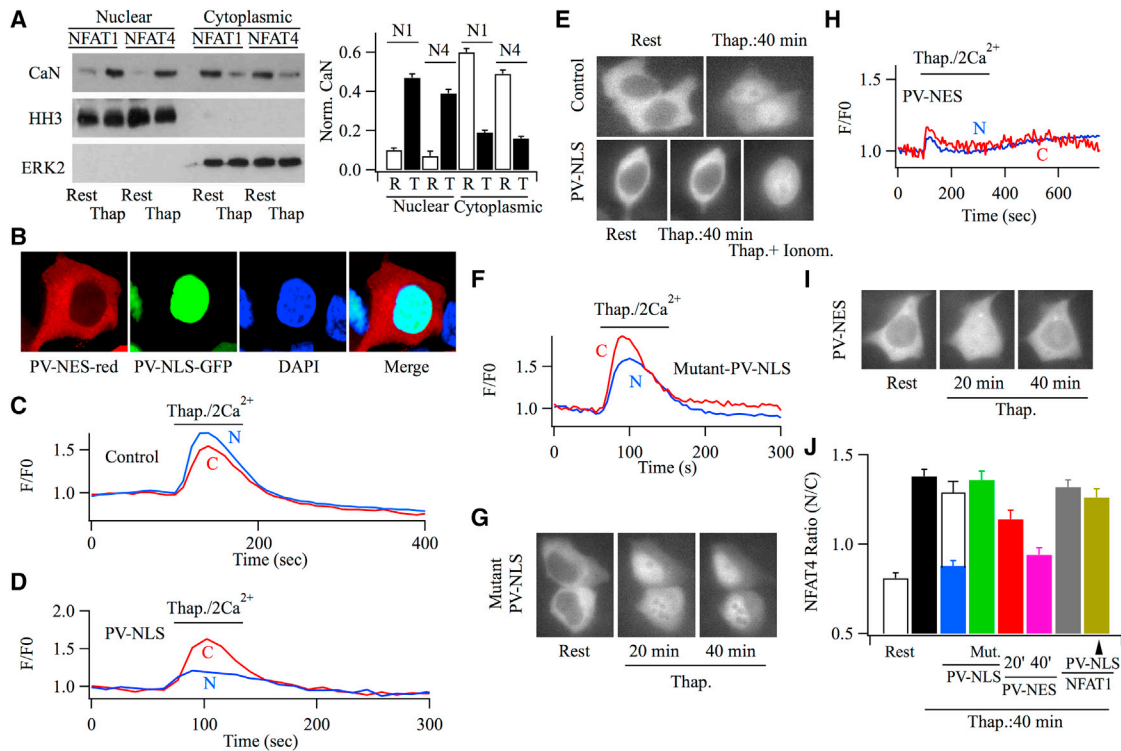 A
Nuclear Cytoplasmic
NFAT1 NFAT4 NFAT1 NFAT4
CaN
HH3
ERK2
Rest Rest Rest Rest
Thap Thap Thap Thap
Norm. CaN
N1 N1
N4 N4
0.6
0.4
0.2
0.0
R T R T R T R T
Nuclear Cytoplasmic
B
PV-NES-red PV-NLS-GFP DAPI Merge
C
Thap./2Ca2+
Control
N
C
F/F0
1.5
1.0
0 200 400
Time (sec)
D
Thap./2Ca2+
PV-NLS
C
N
F/F0
2.0
1.5
1.0
0 100 200 300
Time (sec)
E
Rest Thap.:40 min
Control
PV-NLS
Rest Thap.:40 min
Thap.+ Ionom.
F
Thap./2Ca2+
C
N
Mutant-PV-NLS
F/F0
1.5
1.0
0 100 200 300
Time (s)
G
Mutant
PV-NLS
Rest 20 min 40 min
Thap.
H
Thap./2Ca2+
PV-NES
N
C
F/F0
1.5
1.0
0 200 400 600
Time (sec)
I
PV-NES
Rest 20 min 40 min
Thap.
J
NFAT4 Ratio (N/C)
1.5
1.0
0.5
Rest Mut. 20' 40' PV-NLS
PV-NLS PV-NES NFAT1
Thap.:40 min